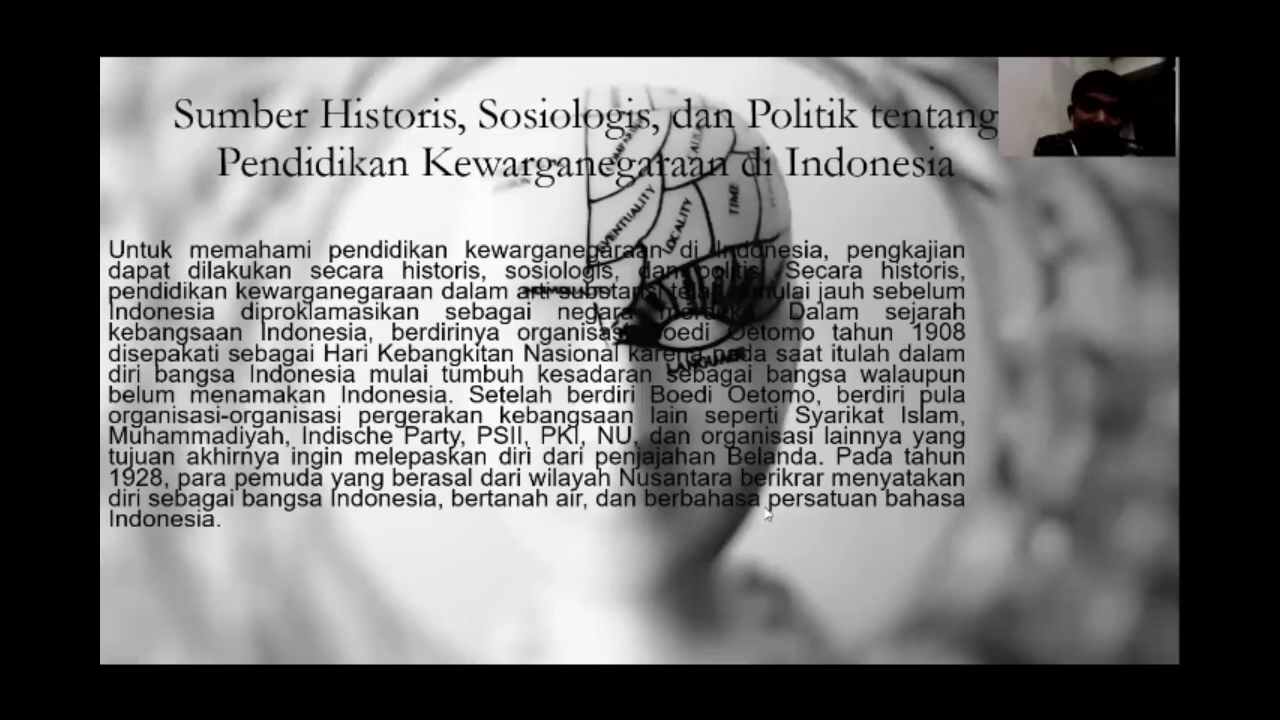 Sumber Historis, Sosiologis, dan Politik tentang
Pendidikan Kewarganegaraan di Indonesia
TIME
EVENTUALITY
LOCALITY
Untuk memahami pendidikan kewarganegaraan di Indonesia, pengkajian
dapat dilakukan secara historis, sosiologis, dan politis. Secara historis,
pendidikan kewarganegaraan dalam arti substansi telah dimulai jauh sebelum
Indonesia diproklamasikan sebagai negara merdeka. Dalam sejarah
kebangsaan Indonesia, berdirinya organisasi Boedi Oetomo tahun 1908
disepakati sebagai Hari Kebangkitan Nasional karena pada saat itulah dalam
LANGUAGE
diri bangsa Indonesia mulai tumbuh kesadaran sebagai bangsa walaupun
belum menamakan Indonesia. Setelah berdiri Boedi Oetomo, berdiri pula
organisasi-organisasi pergerakan kebangsaan lain seperti Syarikat Islam,
Muhammadiyah, Indische Party, PSII, PKI, NU, dan organisasi lainnya yang
tujuan akhirnya ingin melepaskan diri dari penjajahan Belanda. Pada tahun
1928, para pemuda yang berasal dari wilayah Nusantara berikrar menyatakan
diri sebagai bangsa Indonesia, bertanah air, dan berbahasa persatuan bahasa
Indonesia.